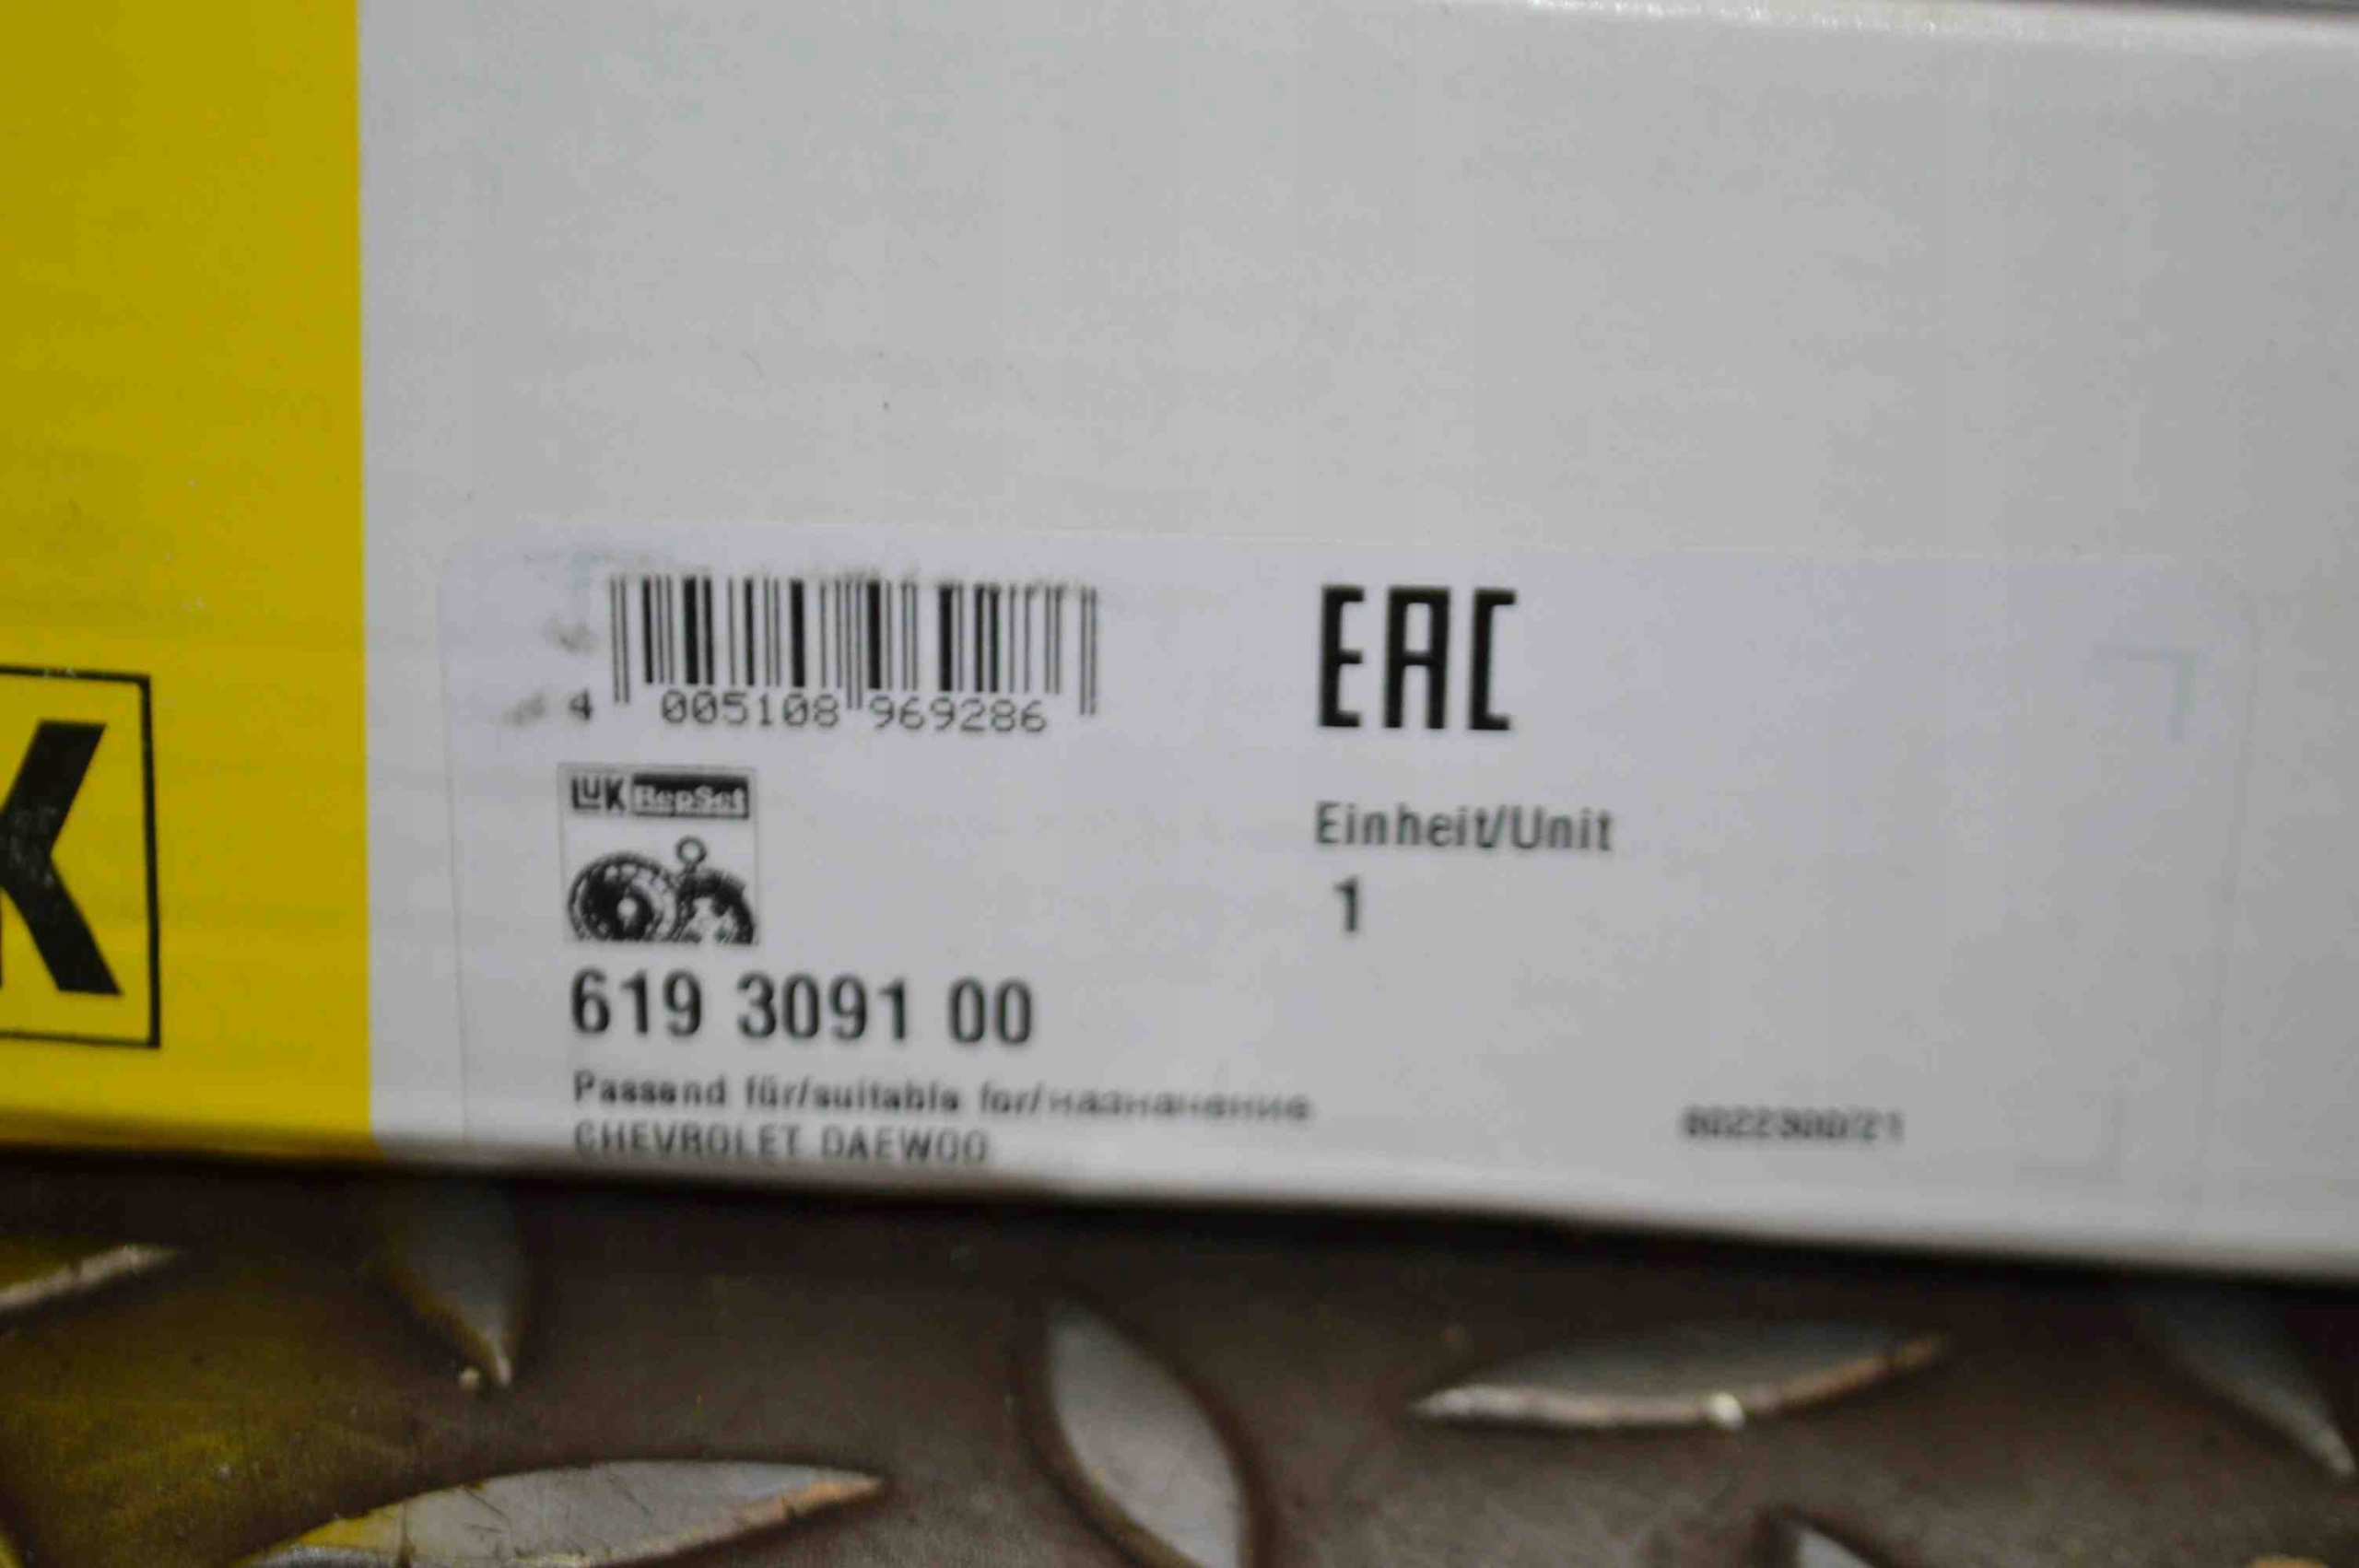 4 005108 969286
EAC
LUK RepSet
Einheit/Unit
1
K
619 3091 00
Passend für/suitable for/назначение
CHEVROLET DAEWOO